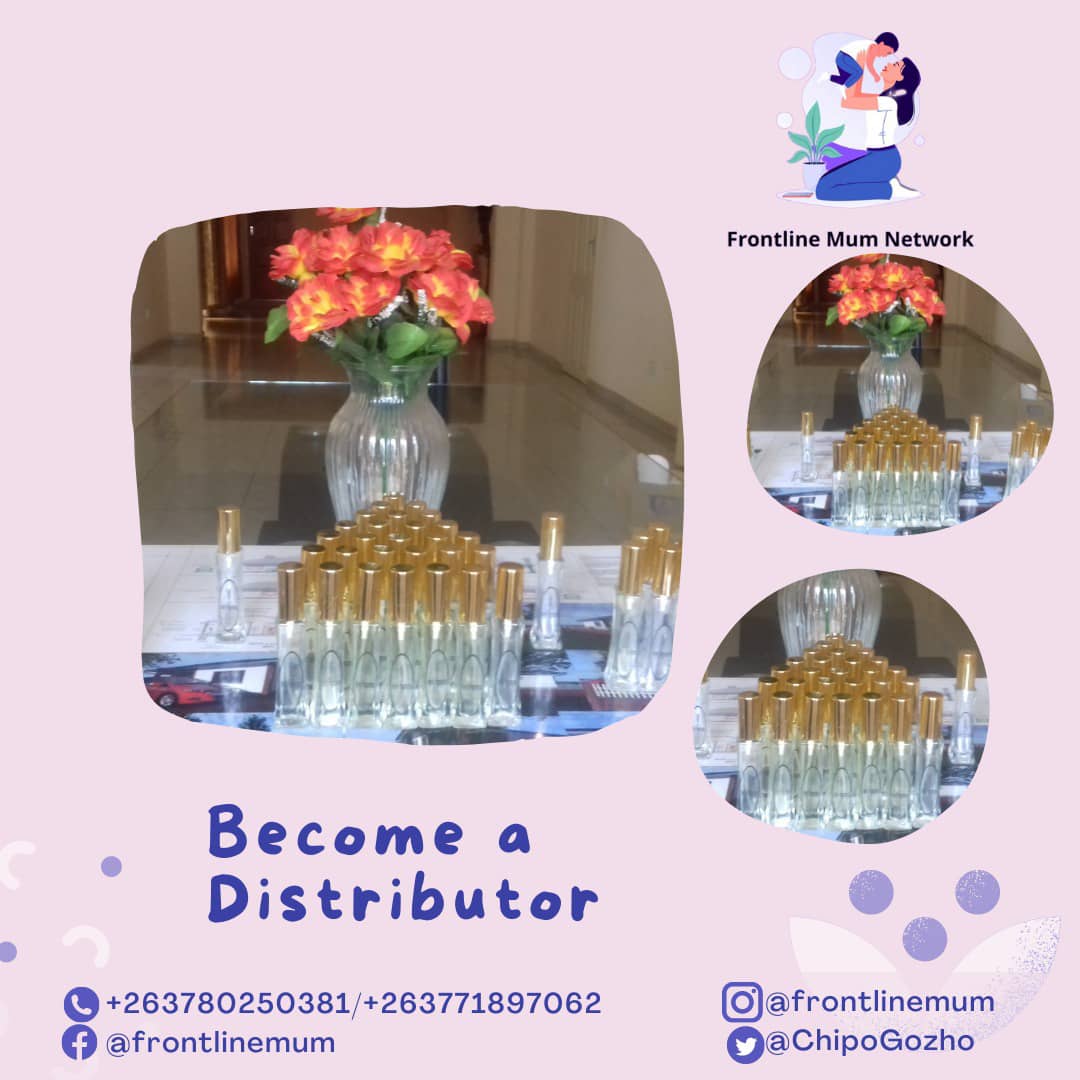 Frontline Mum Network
Become a
Distributor
+263780250381/+263771897062
@frontlinemum
@frontlinemum
@ChipoGozho